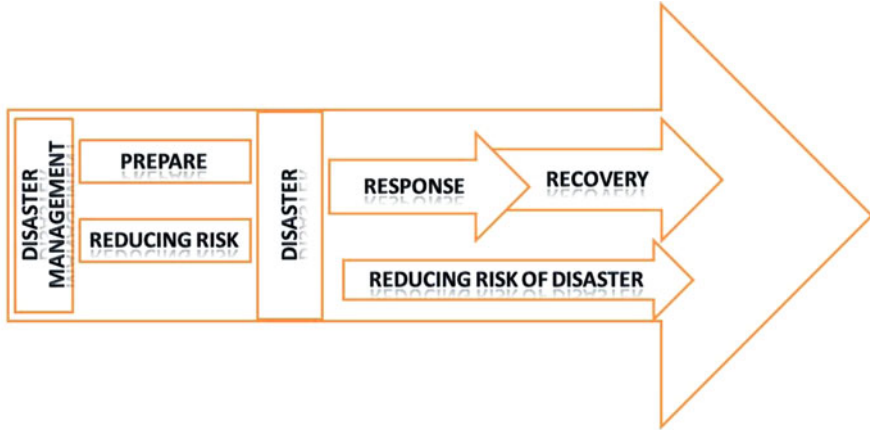 DISASTER
MANAGEMENT
PREPARE
REDUCING RISK
DISASTER
RESPONSE
RECOVERY
REDUCING RISK OF DISASTER